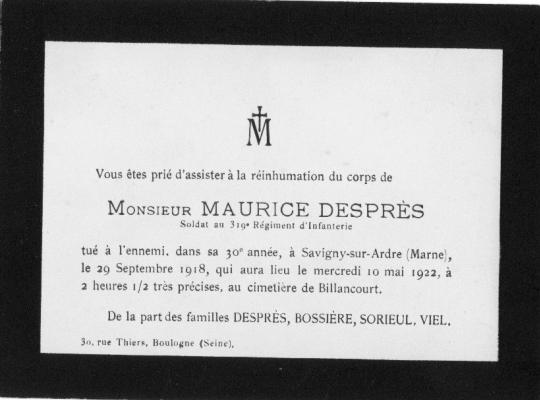 M
Vous êtes prié d'assister à la réinhumation du corps de
Monsieur MAURICE DESPRÈS
Soldat au 319e Régiment d'Infanterie
tué à l'ennemi, dans sa 30e année, à Savigny-sur-Ardre (Marne),
le 29 Septembre 1918, qui aura lieu le mercredi 10 mai 1922, à
2 heures 1/2 très précises, au cimetière de Billancourt.
De la part des familles DESPRÈS, BOSSIÈRE, SORIEUL, VIEL.
30, rue Thiers, Boulogne (Seine).